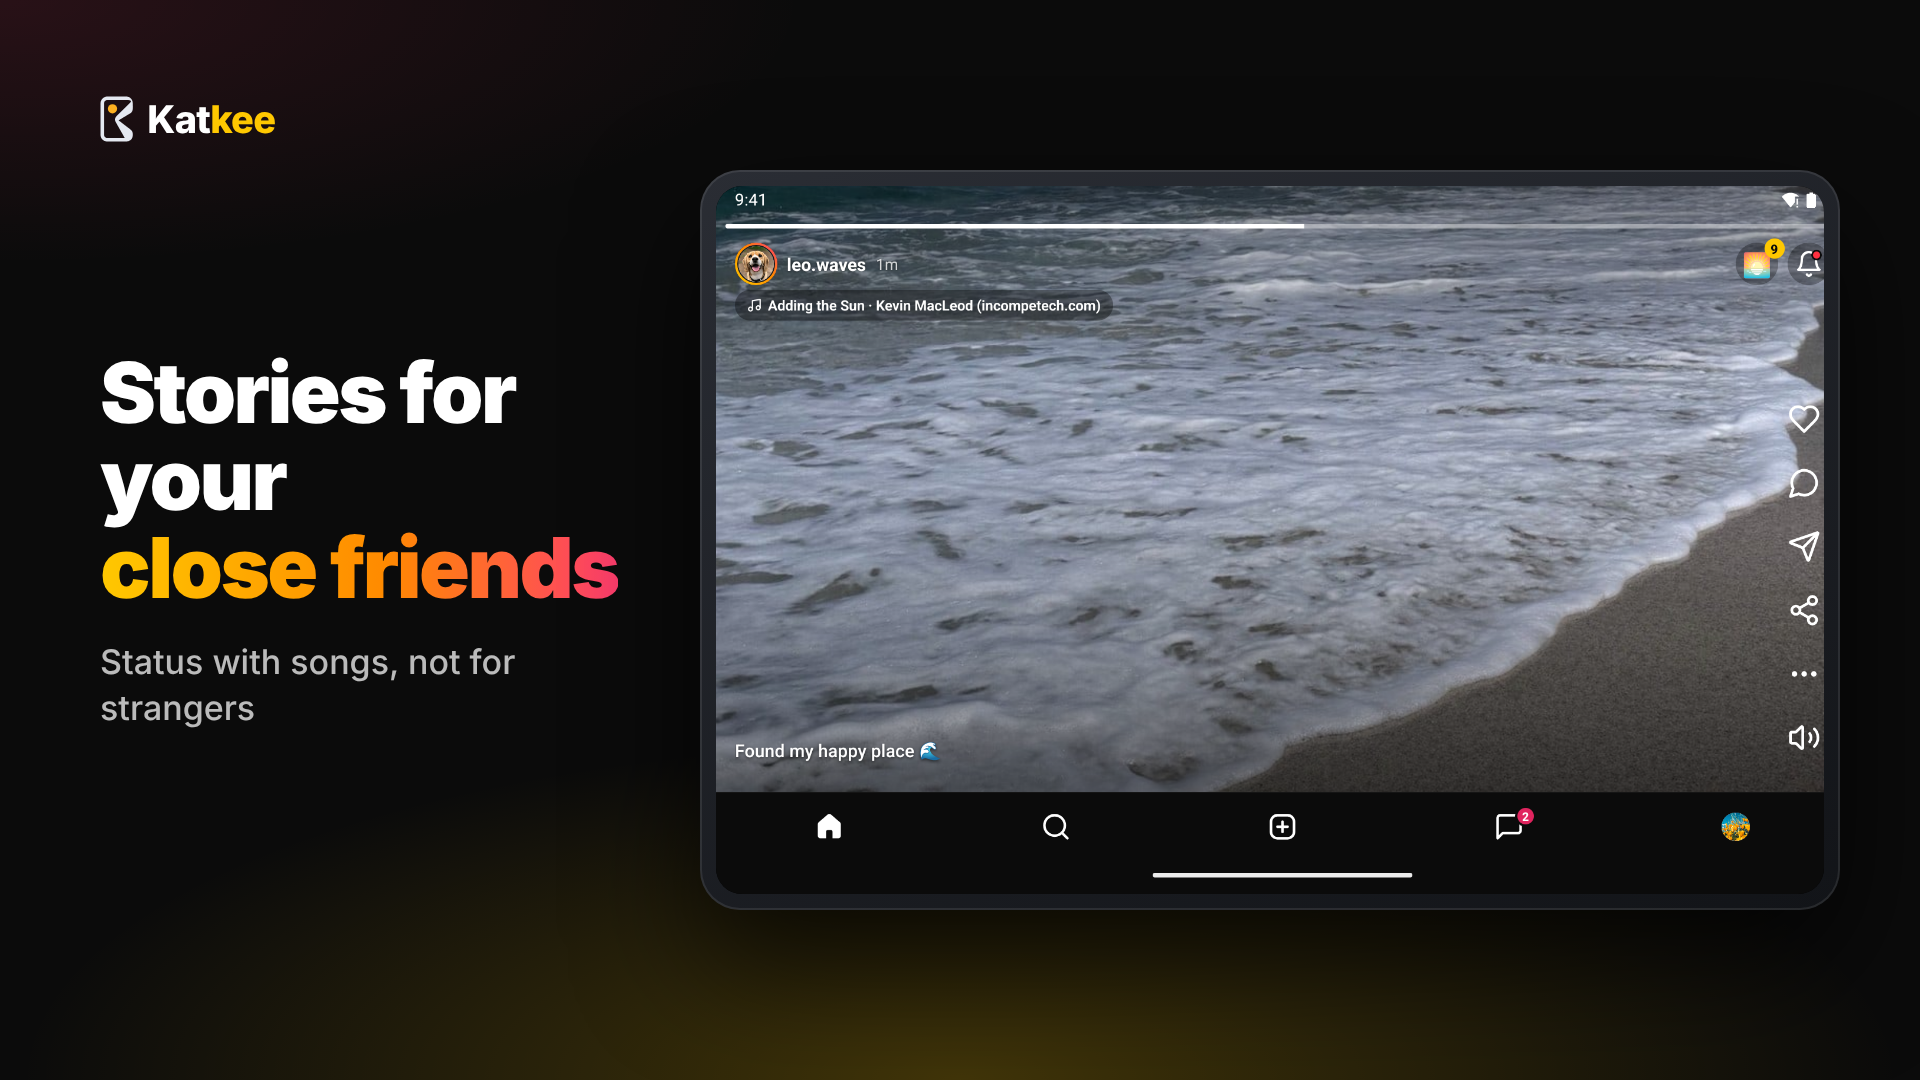 Katkee
Stories for
your
close friends
Status with songs, not for
strangers
9:41
leo.waves 1m
9
Adding the Sun · Kevin MacLeod (incompetech.com)
Found my happy place 🌊
2